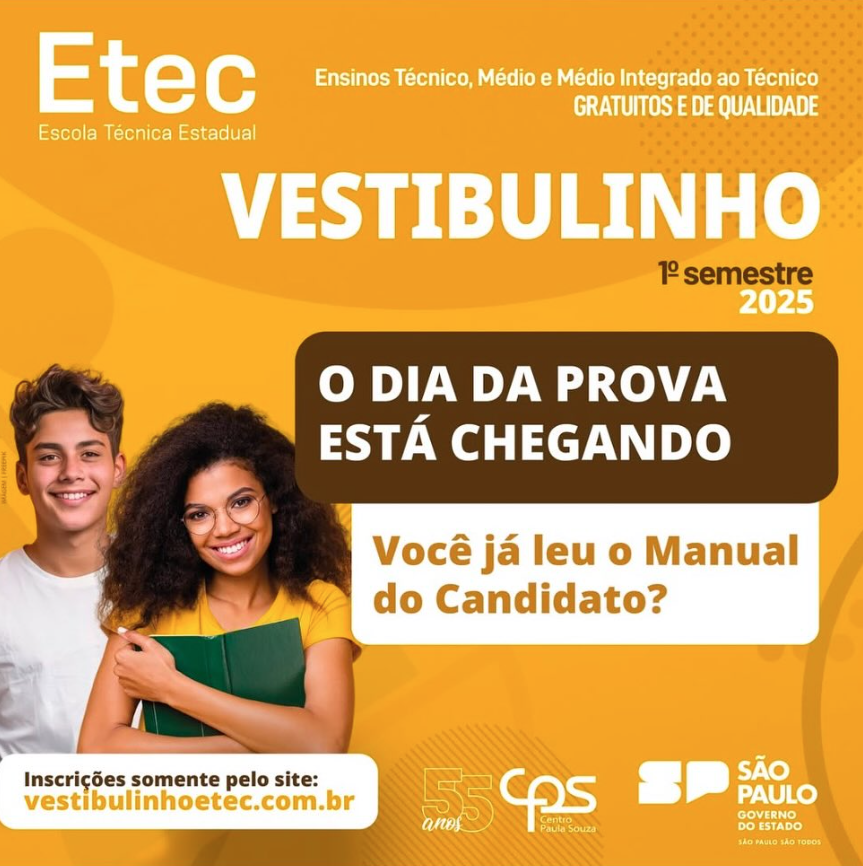 Etec
Escola Técnica Estadual
Ensinos Técnico, Médio e Médio Integrado ao Técnico
GRATUITOS E DE QUALIDADE
VESTIBULINHO
1º semestre
2025
O DIA DA PROVA
ESTÁ CHEGANDO
Você já leu o Manual
do Candidato?
IMAGEM | FREEPIK
Inscrições somente pelo site:
vestibulinhoetec.com.br
55
anos
CPS
Centro
Paula Souza
SP
SÃO
PAULO
GOVERNO
DO ESTADO
SÃO PAULO SÃO TODOS